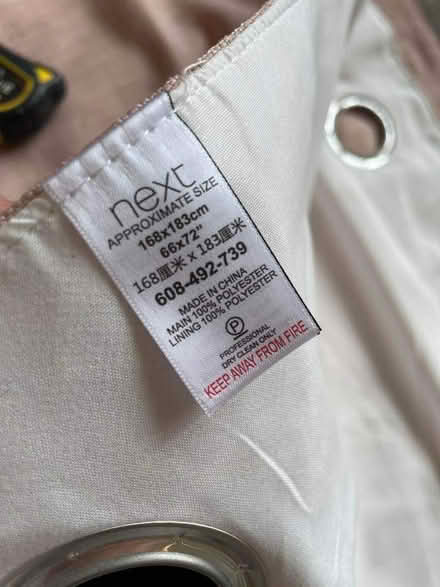 next
APPROXIMATE SIZE
168x183cm
66x72"
168厘米 x 183厘米
608-492-739
MADE IN CHINA
MAIN 100% POLYESTER
LINING 100% POLYESTER
P
PROFESSIONAL
DRY CLEAN ONLY
KEEP AWAY FROM FIRE